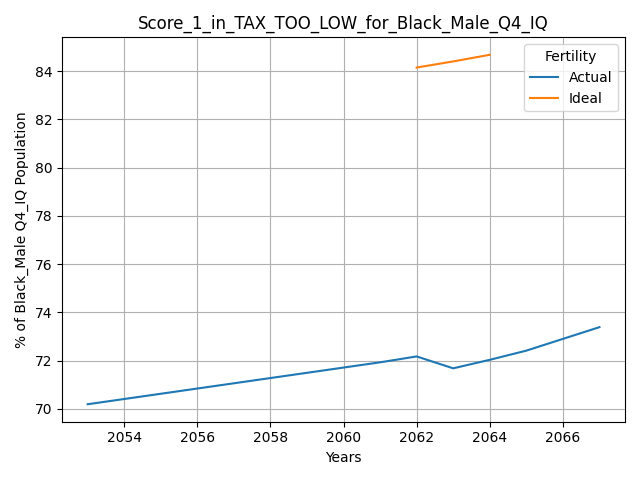 Score_1_in_TAX_TOO_LOW_for_Black_Male_Q4_IQ
Fertility
Actual
Ideal
% of Black_Male Q4_IQ Population
84
82
80
78
76
74
72
70
2054 2056 2058 2060 2062 2064 2066
Years